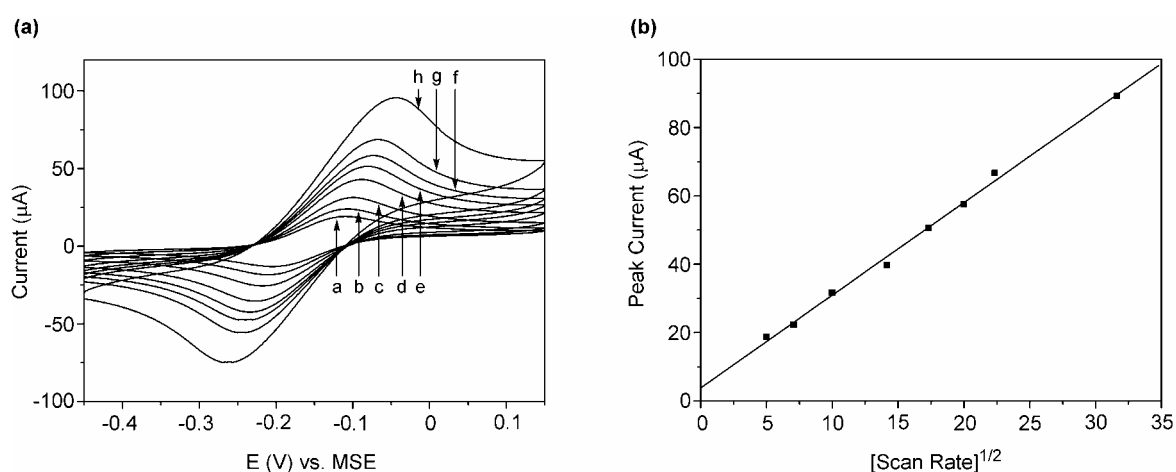 (a)
(b)
100
50
0
-50
-100
Current (µA)
h g f
a b c d e
-0.4 -0.3 -0.2 -0.1 0 0.1
E (V) vs. MSE
100
80
60
40
20
0
Peak Current (µA)
0 5 10 15 20 25 30 35
[Scan Rate]1/2